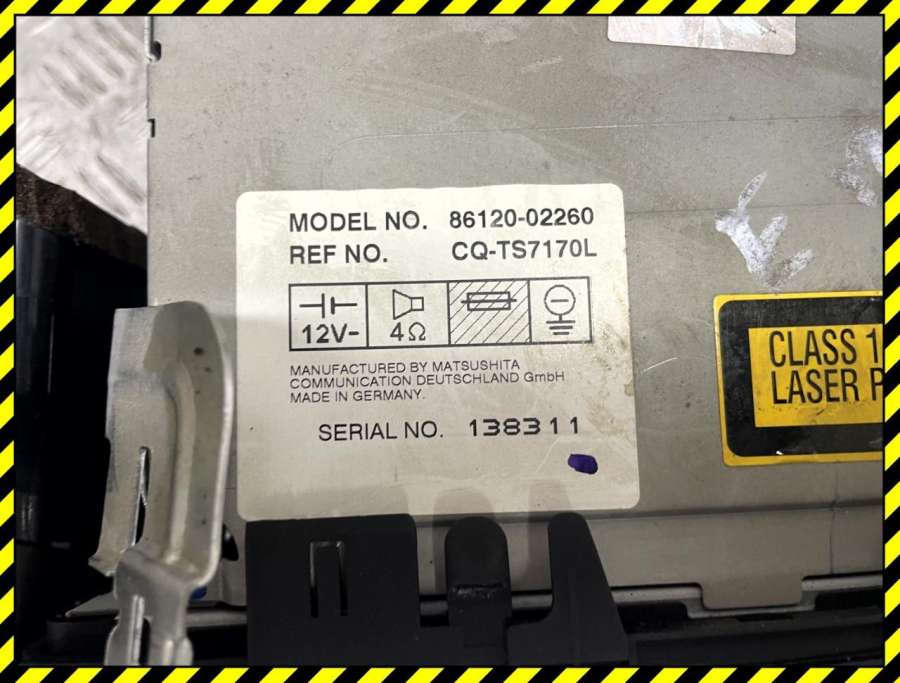 MODEL NO. 86120-02260
REF NO. CQ-TS7170L
12V⎓
4Ω
MANUFACTURED BY MATSUSHITA
COMMUNICATION DEUTSCHLAND GmbH
MADE IN GERMANY.
SERIAL NO. 138311
CLASS 1
LASER P